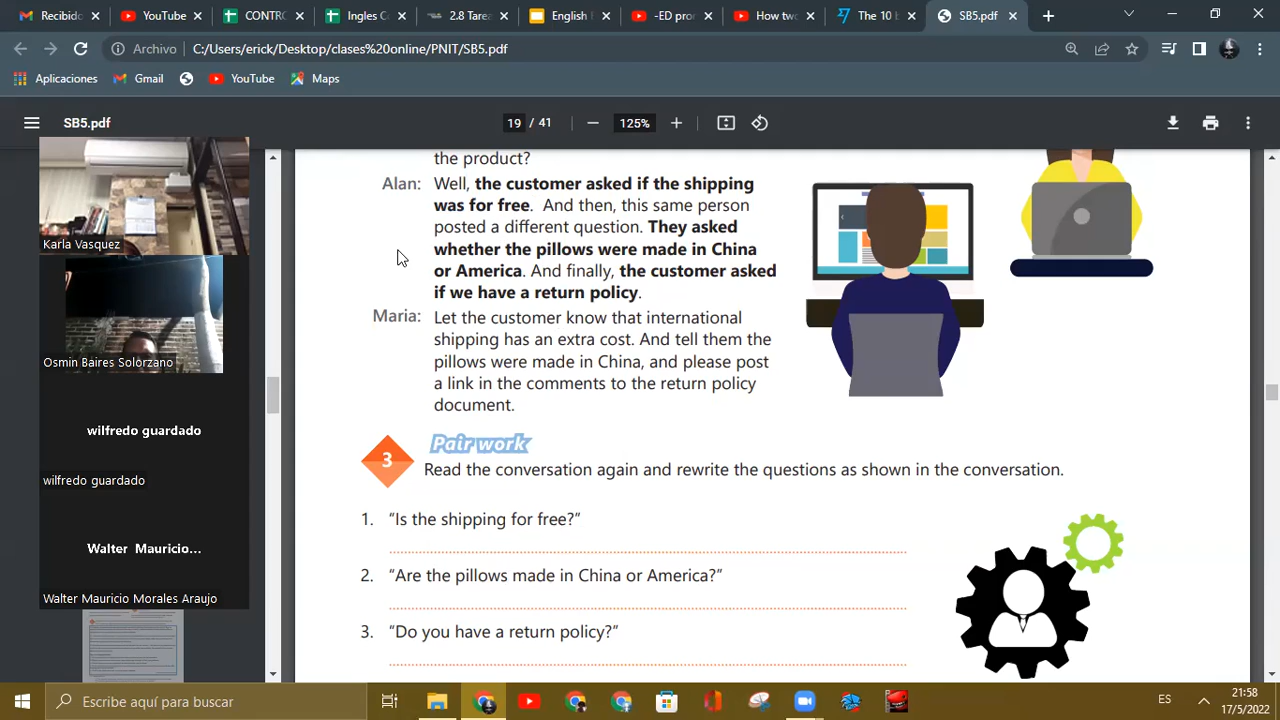 Recibido
YouTube
CONTRO
Ingles C
2.8 Tarea
English
-ED pro
How two
The 10
SB5.pdf
Archivo
C:/Users/erick/Desktop/clases%20online/PNIT/SB5.pdf
Aplicaciones
Gmail
YouTube
Maps
SB5.pdf
19 / 41
125%
the product?
Alan: Well, the customer asked if the shipping
was for free. And then, this same person
posted a different question. They asked
whether the pillows were made in China
or America. And finally, the customer asked
if we have a return policy.
Maria: Let the customer know that international
shipping has an extra cost. And tell them the
pillows were made in China, and please post
a link in the comments to the return policy
document.
3 Pair work
Read the conversation again and rewrite the questions as shown in the conversation.
1. “Is the shipping for free?”
2. “Are the pillows made in China or America?”
3. “Do you have a return policy?”
Karla Vasquez
Osmin Baires Solorzano
wilfredo guardado
wilfredo guardado
Walter Mauricio...
Walter Mauricio Morales Araujo
Escribe aquí para buscar
ES
21:58
17/5/2022